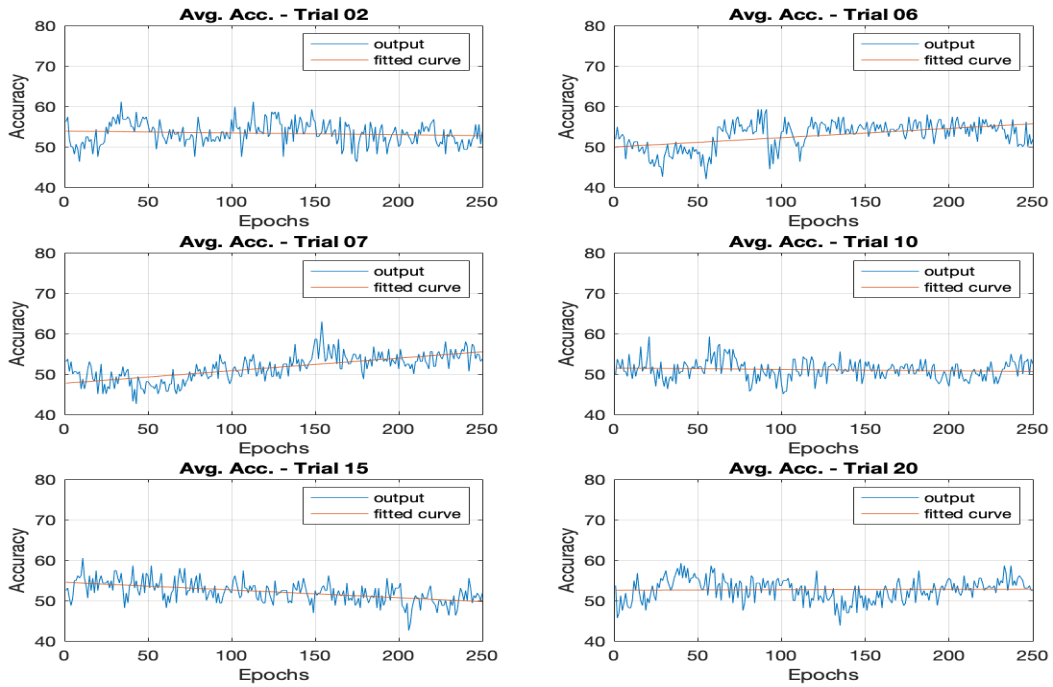 Avg. Acc. - Trial 02
80
70
60
50
40
Accuracy
output
fitted curve
0 50 100 150 200 250
Epochs
Avg. Acc. - Trial 06
80
70
60
50
40
Accuracy
output
fitted curve
0 50 100 150 200 250
Epochs
Avg. Acc. - Trial 07
80
70
60
50
40
Accuracy
output
fitted curve
0 50 100 150 200 250
Epochs
Avg. Acc. - Trial 10
80
70
60
50
40
Accuracy
output
fitted curve
0 50 100 150 200 250
Epochs
Avg. Acc. - Trial 15
80
70
60
50
40
Accuracy
output
fitted curve
0 50 100 150 200 250
Epochs
Avg. Acc. - Trial 20
80
70
60
50
40
Accuracy
output
fitted curve
0 50 100 150 200 250
Epochs